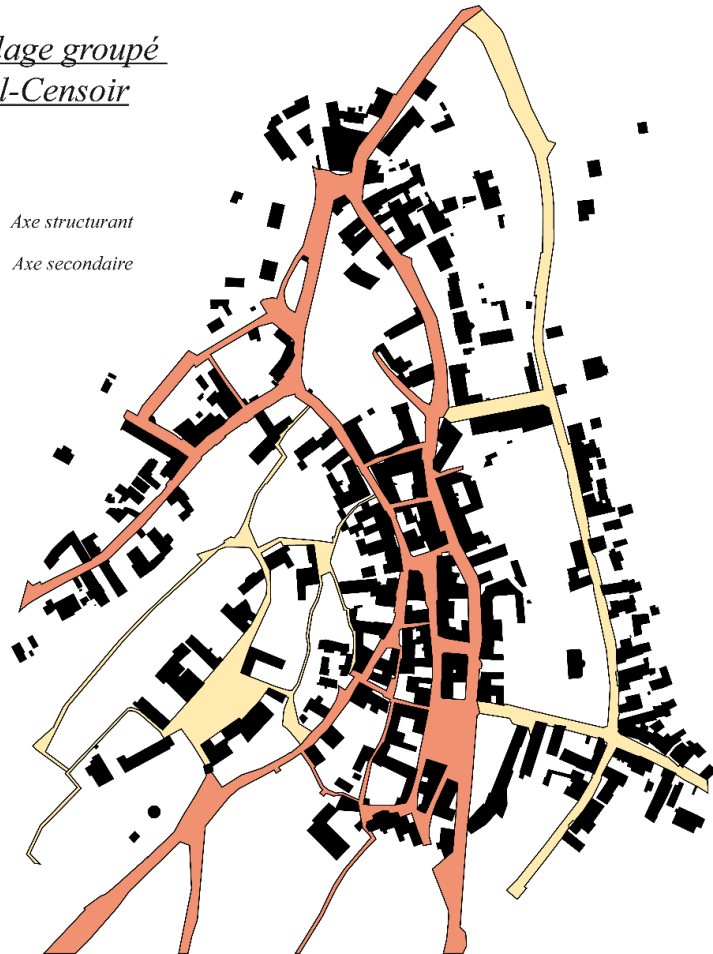 lage groupé
l-Censoir
Axe structurant
Axe secondaire